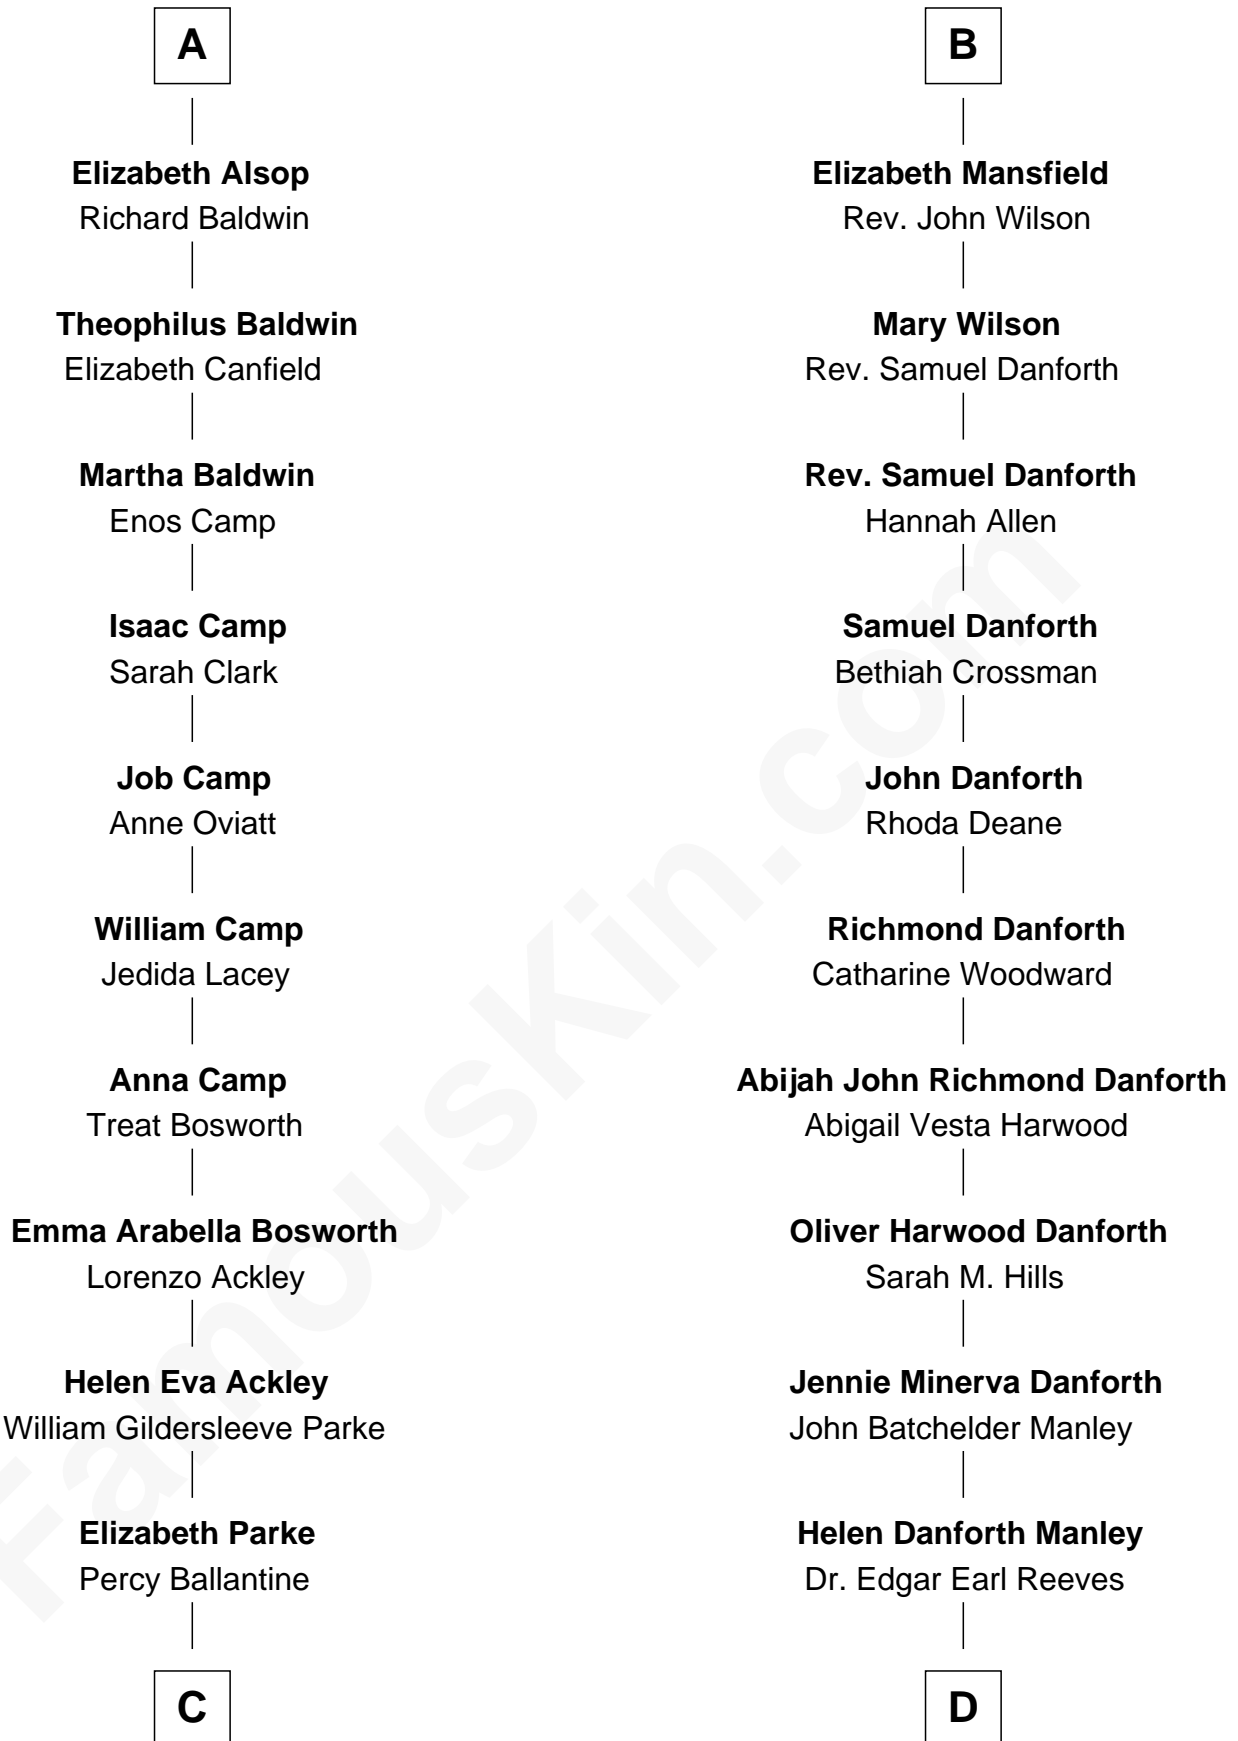 A
Elizabeth Alsop
Richard Baldwin
Theophilus Baldwin
Elizabeth Canfield
Martha Baldwin
Enos Camp
Isaac Camp
Sarah Clark
Job Camp
Anne Oviatt
William Camp
Jedida Lacey
Anna Camp
Treat Bosworth
Emma Arabella Bosworth
Lorenzo Ackley
Helen Eva Ackley
William Gildersleeve Parke
Elizabeth Parke
Percy Ballantine
C
B
Elizabeth Mansfield
Rev. John Wilson
Mary Wilson
Rev. Samuel Danforth
Rev. Samuel Danforth
Hannah Allen
Samuel Danforth
Bethiah Crossman
John Danforth
Rhoda Deane
Richmond Danforth
Catharine Woodward
Abijah John Richmond Danforth
Abigail Vesta Harwood
Oliver Harwood Danforth
Sarah M. Hills
Jennie Minerva Danforth
John Batchelder Manley
Helen Danforth Manley
Dr. Edgar Earl Reeves
D
FamousKin.com